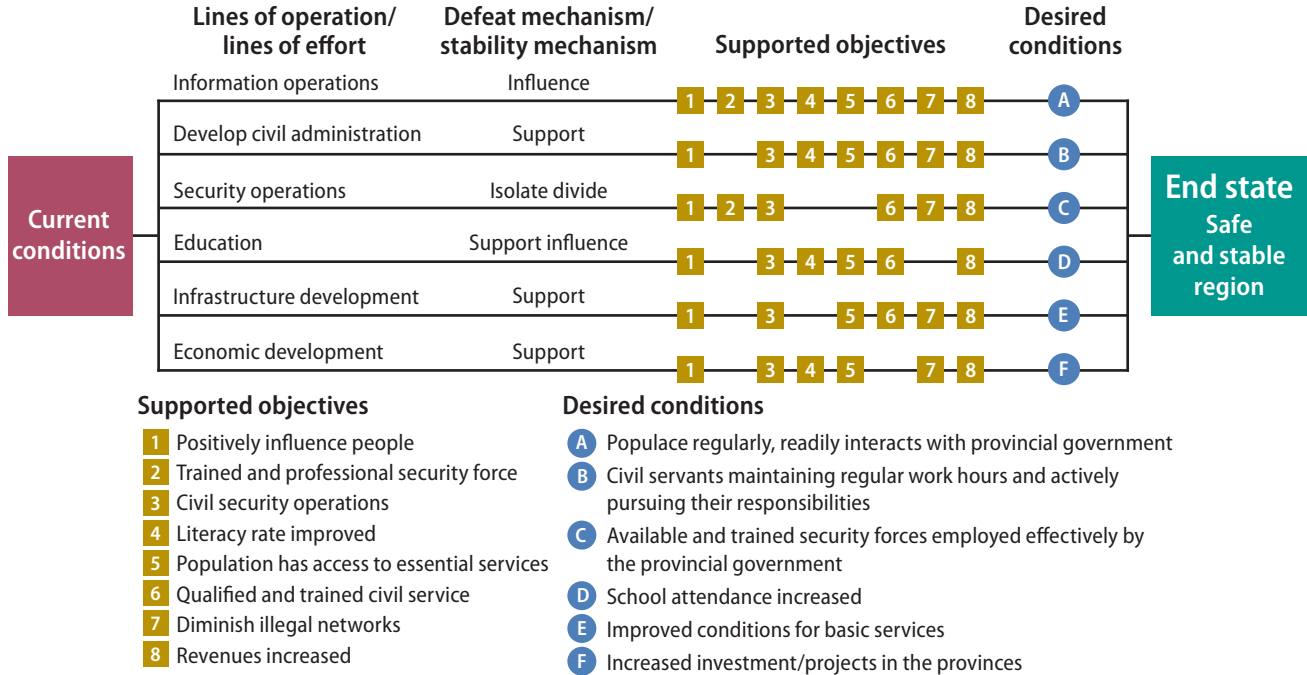 Lines of operation/
lines of effort
Defeat mechanism/
stability mechanism
Supported objectives
Desired
conditions
Current
conditions
Information operations Influence
1 2 3 4 5 6 7 8 A
Develop civil administration Support
1 3 4 5 6 7 8 B
Security operations Isolate divide
1 2 3 6 7 8 C
Education Support influence
1 3 4 5 6 8 D
Infrastructure development Support
1 3 5 6 7 8 E
Economic development Support
1 3 4 5 7 8 F
End state
Safe
and stable
region
Supported objectives
1 Positively influence people
2 Trained and professional security force
3 Civil security operations
4 Literacy rate improved
5 Population has access to essential services
6 Qualified and trained civil service
7 Diminish illegal networks
8 Revenues increased
Desired conditions
A Populace regularly, readily interacts with provincial government
B Civil servants maintaining regular work hours and actively
pursuing their responsibilities
C Available and trained security forces employed effectively by
the provincial government
D School attendance increased
E Improved conditions for basic services
F Increased investment/projects in the provinces